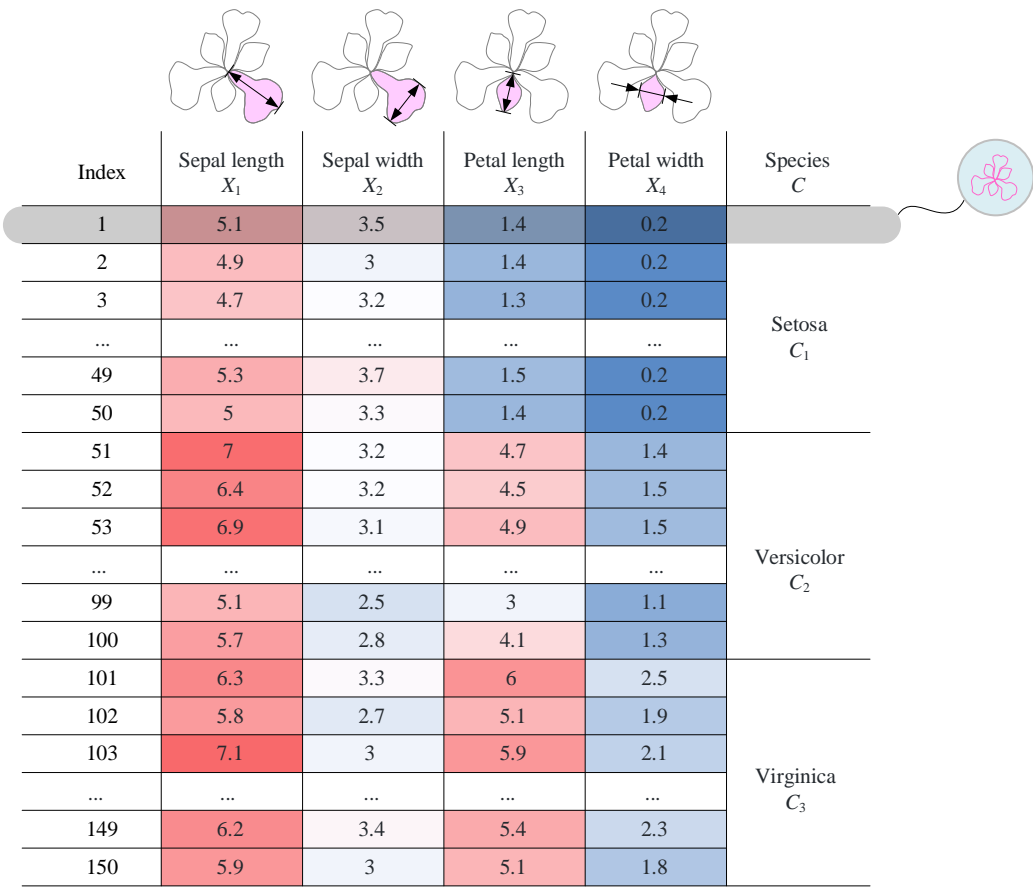 Index Sepal length Sepal width Petal length Petal width Species
X₁ X₂ X₃ X₄ C
1 5.1 3.5 1.4 0.2
2 4.9 3 1.4 0.2
3 4.7 3.2 1.3 0.2
Setosa
... ... ... ... ...
C₁
49 5.3 3.7 1.5 0.2
50 5 3.3 1.4 0.2
51 7 3.2 4.7 1.4
52 6.4 3.2 4.5 1.5
53 6.9 3.1 4.9 1.5
Versicolor
... ... ... ... ...
C₂
99 5.1 2.5 3 1.1
100 5.7 2.8 4.1 1.3
101 6.3 3.3 6 2.5
102 5.8 2.7 5.1 1.9
103 7.1 3 5.9 2.1
Virginica
... ... ... ... ...
C₃
149 6.2 3.4 5.4 2.3
150 5.9 3 5.1 1.8